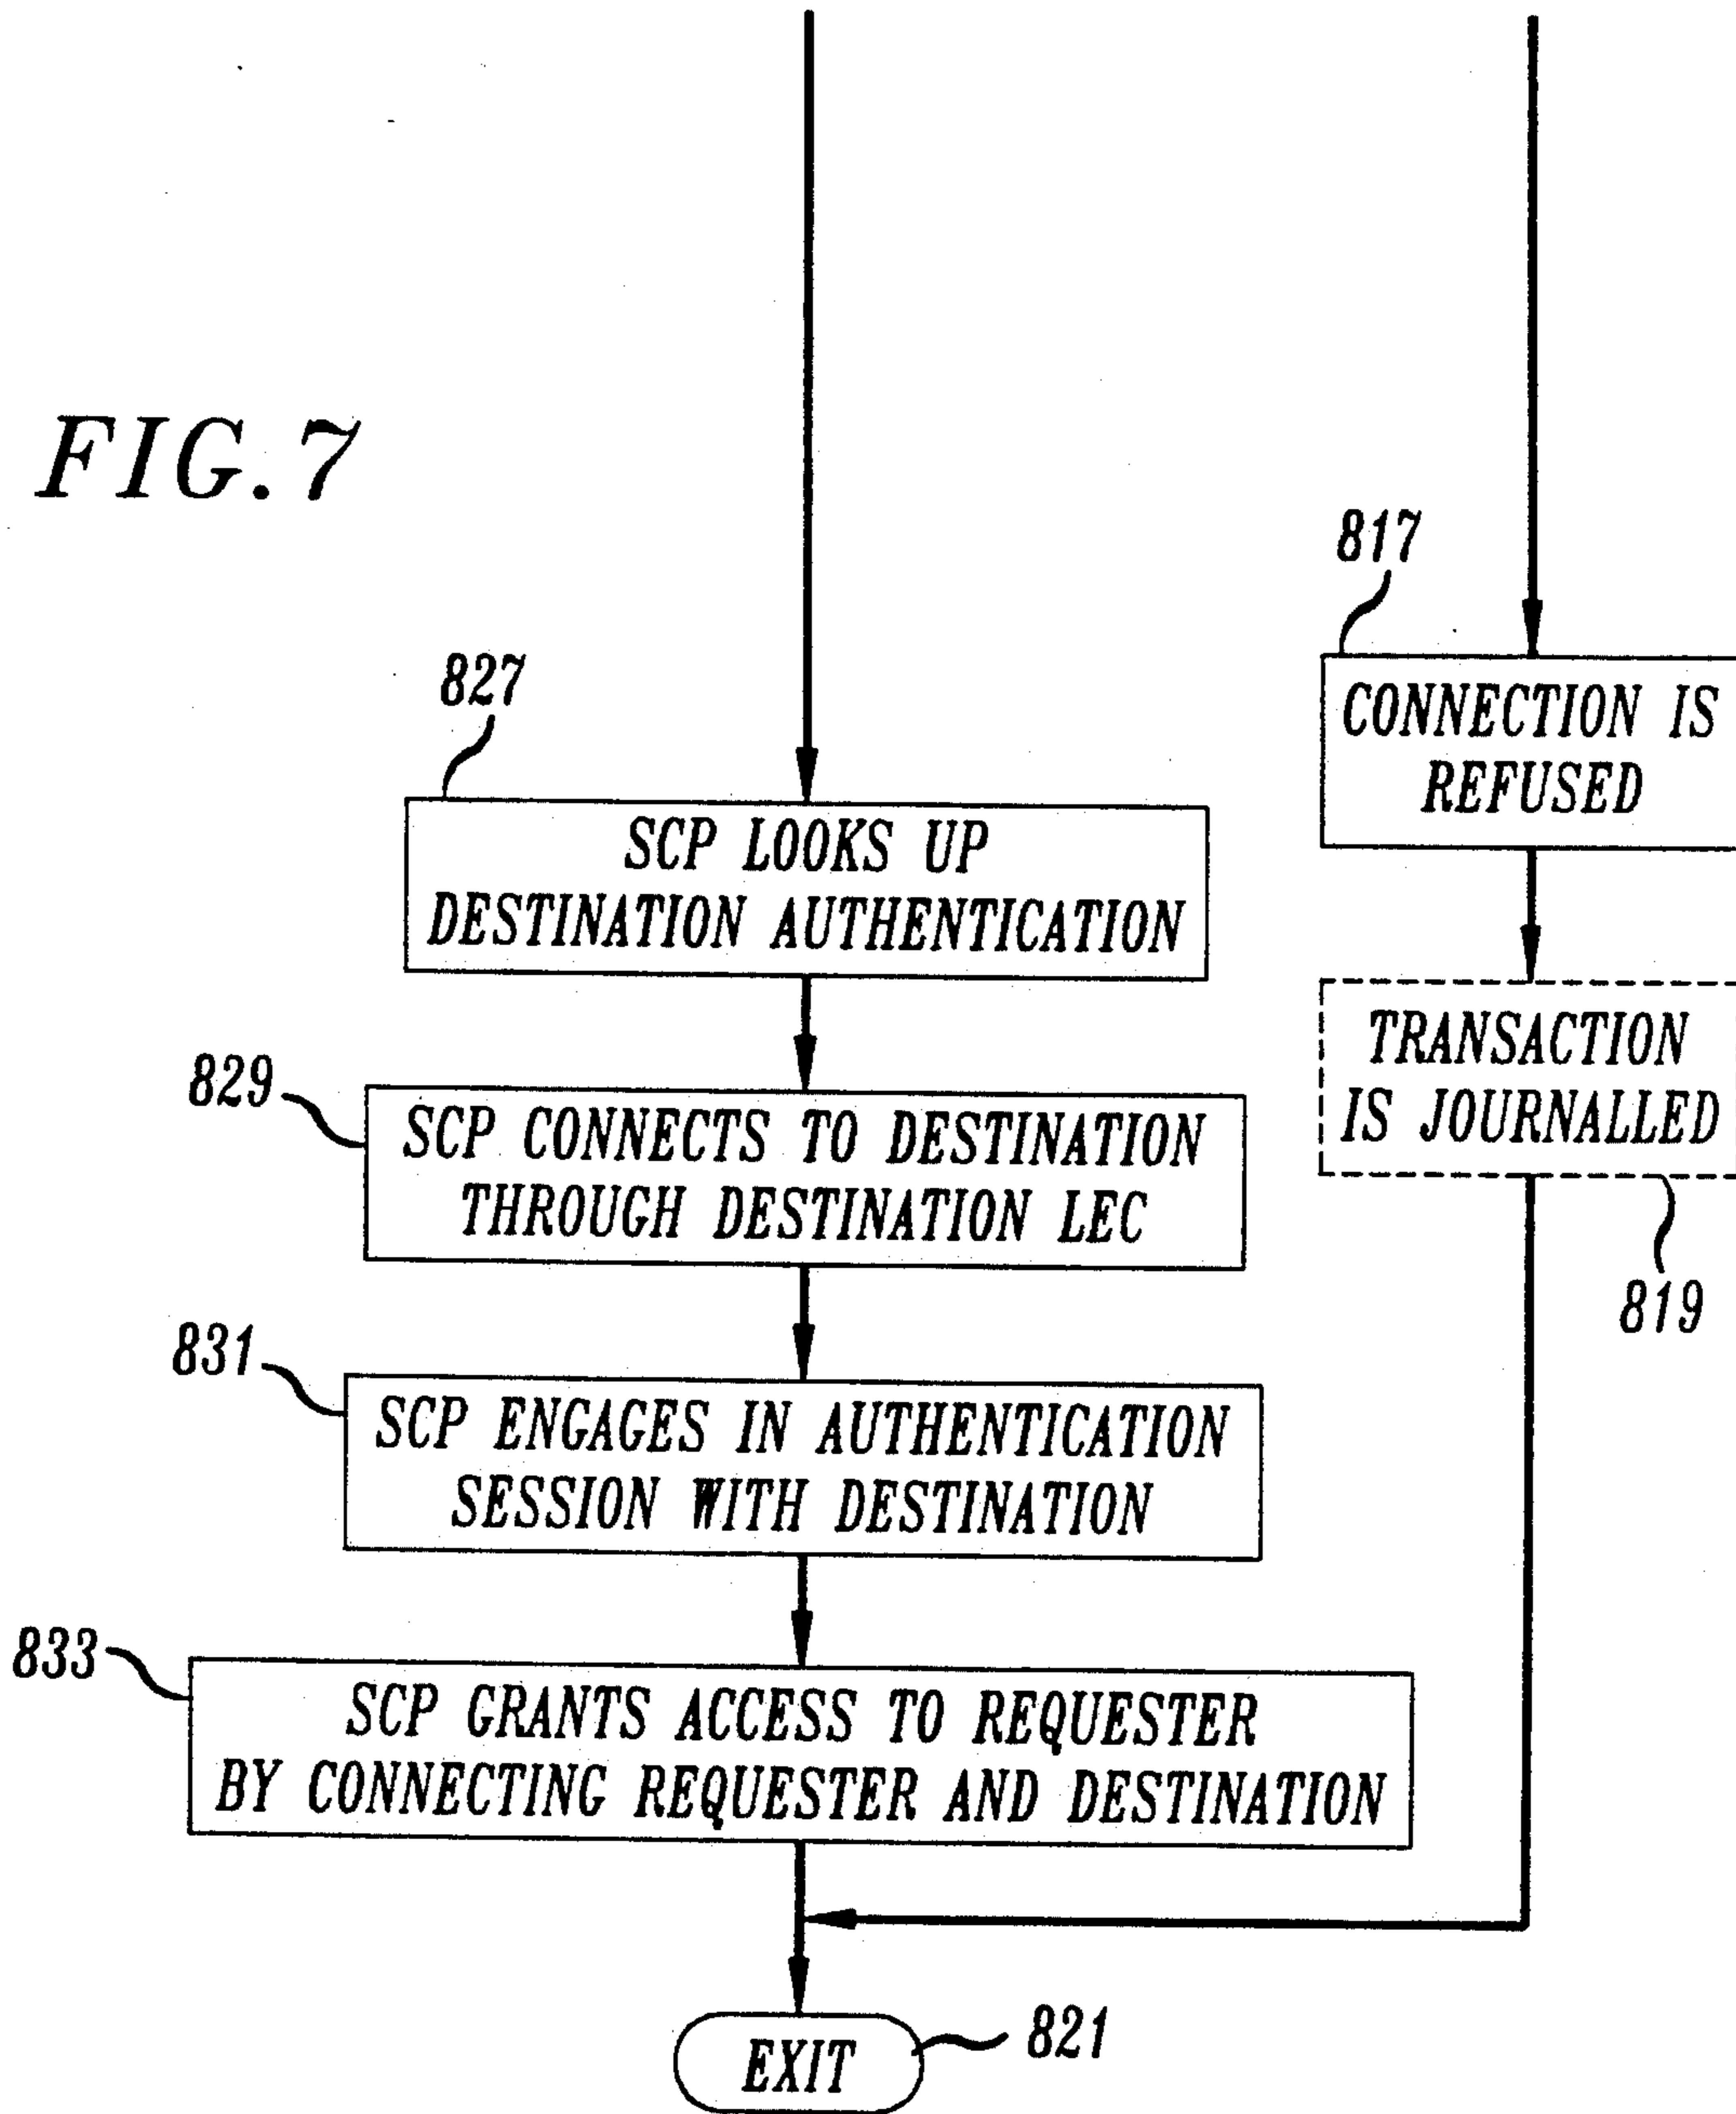 FIG. 7
817
CONNECTION IS
REFUSED
827
SCP LOOKS UP
DESTINATION AUTHENTICATION
TRANSACTION
IS JOURNALLED
819
829
SCP CONNECTS TO DESTINATION
THROUGH DESTINATION LEC
831
SCP ENGAGES IN AUTHENTICATION
SESSION WITH DESTINATION
833
SCP GRANTS ACCESS TO REQUESTER
BY CONNECTING REQUESTER AND DESTINATION
EXIT
821